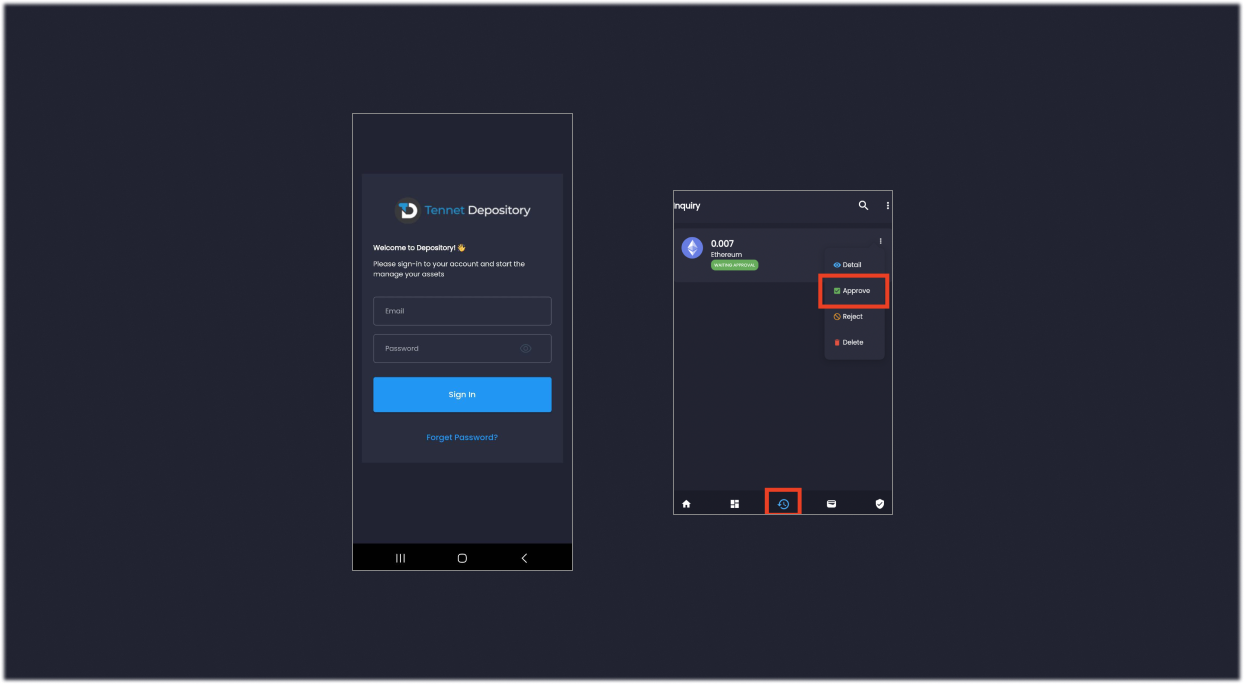 Tennet Depository
Welcome to Depository! 👋
Please sign-in to your account and start the
manage your assets
Email
Password
Sign In
Forget Password?
nquiry
0.007
Ethereum
WAITING APPROVAL
Detail
Approve
Reject
Delete